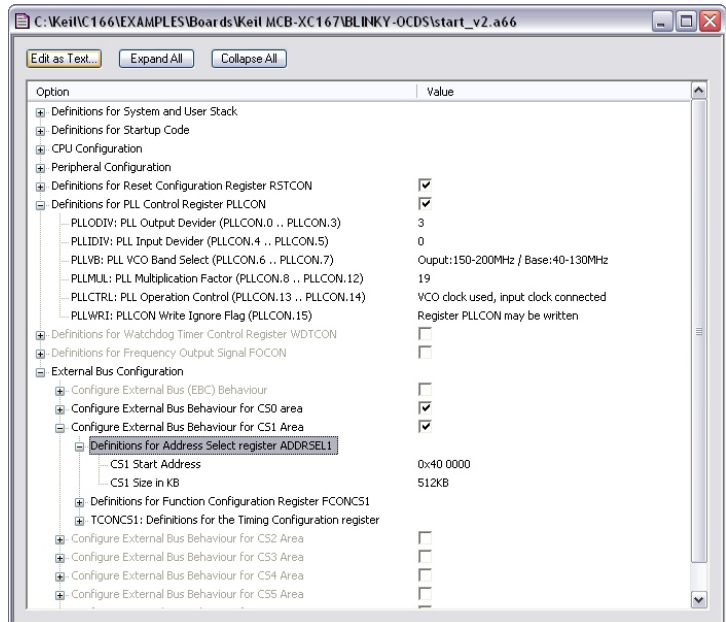 C:\Keil\C166\EXAMPLES\Boards\Keil MCB-XC167\BLINKY-OCDS\start_v2.a66
Edit as Text... Expand All Collapse All
Option Value
Definitions for System and User Stack
Definitions for Startup Code
CPU Configuration
Peripheral Configuration
Definitions for Reset Configuration Register RSTCON
Definitions for PLL Control Register PLLCON
PLLODIV: PLL Output Devider (PLLCON.0 .. PLLCON.3) 3
PLLIDIV: PLL Input Devider (PLLCON.4 .. PLLCON.5) 0
PLLVB: PLL VCO Band Select (PLLCON.6 .. PLLCON.7) Ouput:150-200MHz / Base:40-130MHz
PLLMUL: PLL Multiplication Factor (PLLCON.8 .. PLLCON.12) 19
PLLCTRL: PLL Operation Control (PLLCON.13 .. PLLCON.14) VCO clock used, input clock connected
PLLWRI: PLLCON Write Ignore Flag (PLLCON.15) Register PLLCON may be written
Definitions for Watchdog Timer Control Register WDTCON
Definitions for Frequency Output Signal FOCON
External Bus Configuration
Configure External Bus (EBC) Behaviour
Configure External Bus Behaviour for CS0 area
Configure External Bus Behaviour for CS1 Area
Definitions for Address Select register ADDRSEL1
CS1 Start Address 0x40 0000
CS1 Size in KB 512KB
Definitions for Function Configuration Register FCONCS1
TCONCS1: Definitions for the Timing Configuration register
Configure External Bus Behaviour for CS2 Area
Configure External Bus Behaviour for CS3 Area
Configure External Bus Behaviour for CS4 Area
Configure External Bus Behaviour for CS5 Area